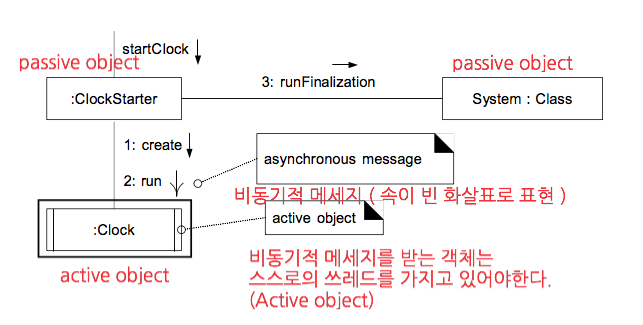 startClock
passive object
passive object
3: runFinalization
:ClockStarter
System : Class
1: create
asynchronous message
2: run
비동기적 메세지 ( 속이 빈 화살표로 표현 )
active object
:Clock
비동기적 메세지를 받는 객체는
스스로의 쓰레드를 가지고 있어야한다.
(Active object)
active object